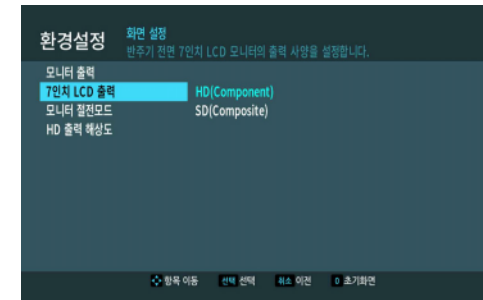 환경설정
화면 설정
반주기 전면 7인치 LCD 모니터의 출력 사양을 설정합니다.
모니터 출력
7인치 LCD 출력 HD(Component)
모니터 절전모드 SD(Composite)
HD 출력 해상도
항목 이동 선택 선택 취소 이전 0 초기화면